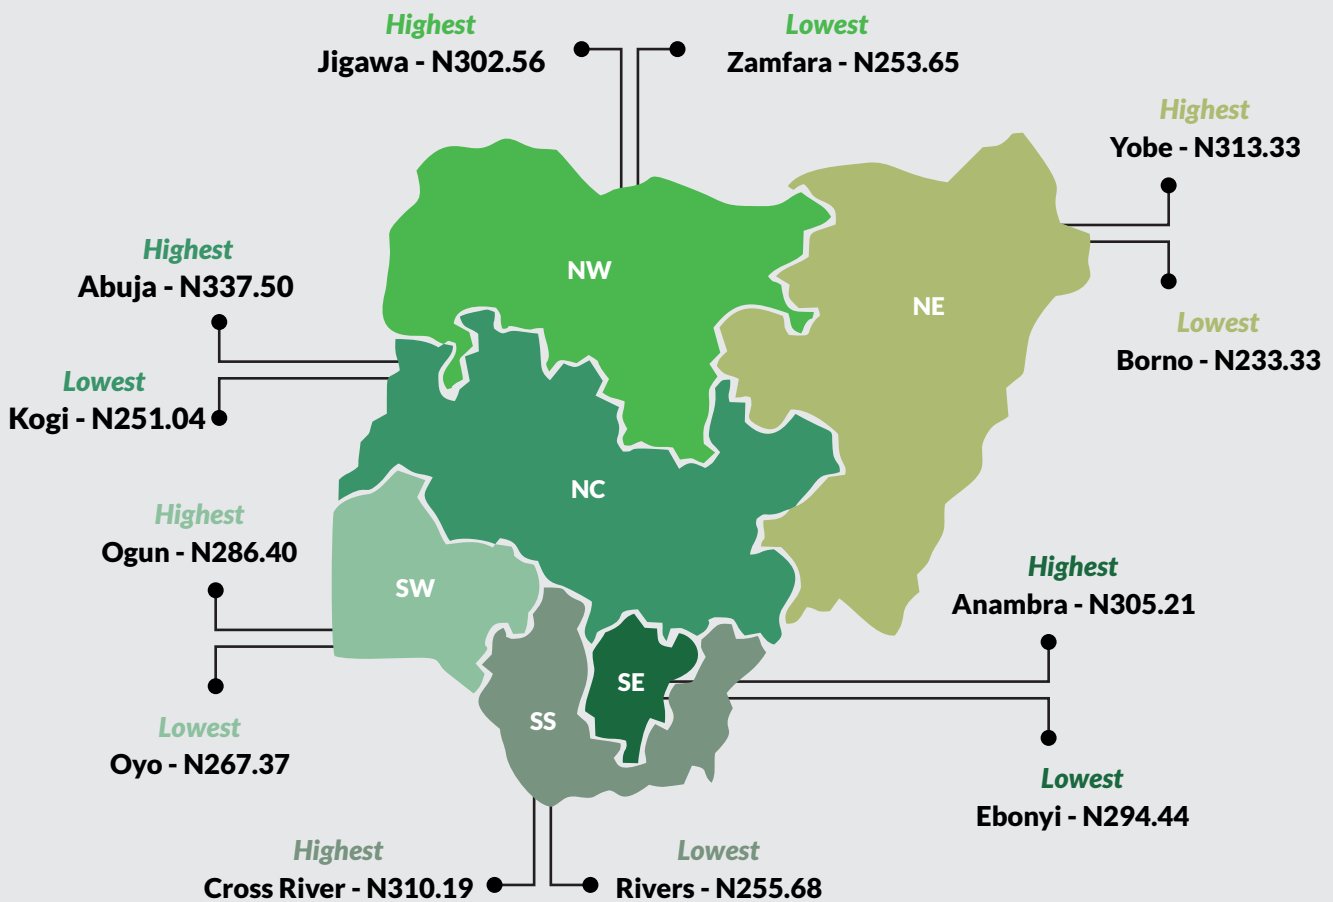 Highest
Jigawa - N302.56
Lowest
Zamfara - N253.65
Highest
Yobe - N313.33
Lowest
Borno - N233.33
Highest
Abuja - N337.50
Lowest
Kogi - N251.04
Highest
Ogun - N286.40
Lowest
Oyo - N267.37
NW
NE
NC
SW
SE
SS
Highest
Anambra - N305.21
Lowest
Ebonyi - N294.44
Highest
Cross River - N310.19
Lowest
Rivers - N255.68